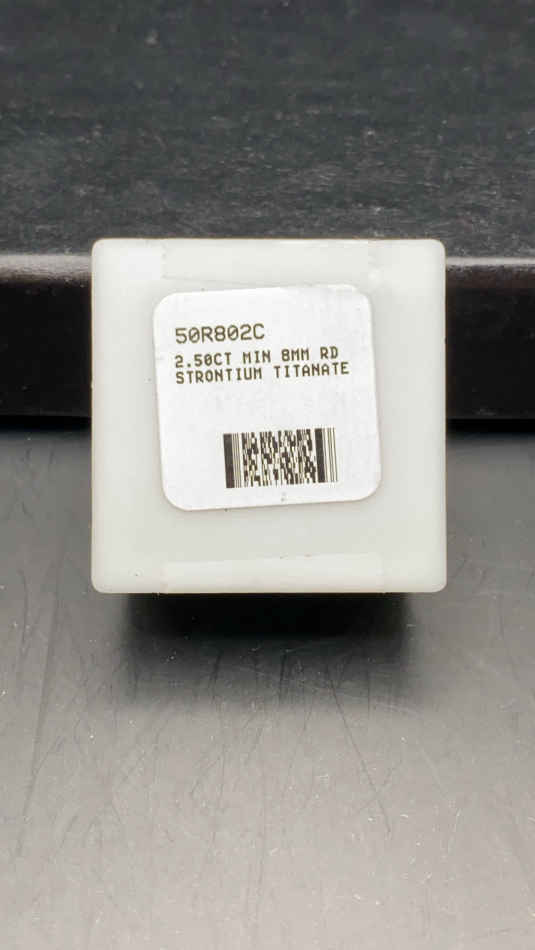 50R802C
2.50CT MIN 8MM RD
STRONTIUM TITANATE